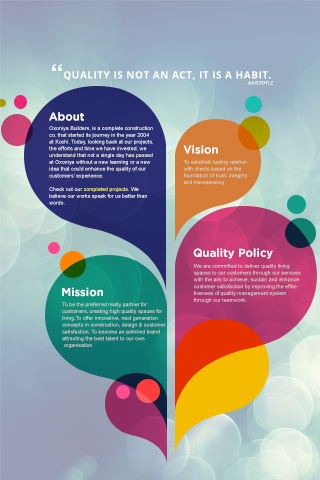 “QUALITY IS NOT AN ACT, IT IS A HABIT.
- ARISTOTLE
About
Oxoniya Builders, is a complete construction
co. that started its journey in the year 2004
at Kochi. Today, looking back at our projects,
the efforts and time we have invested, we
understand that not a single day has passed
at Oxoniya without a new learning or a new
idea that could enhance the quality of our
customers' experience.
Check out our completed projects. We
believe our works speak for us better than
words.
Vision
To establish lasting relation
with clients based on the
foundation of trust, integrity
and transparency
Quality Policy
We are committed to deliver quality living
spaces to our customers through our services
with the aim to achieve, sustain and enhance
customer satisfaction by improving the effec-
tiveness of quality management system
through our teamwork.
Mission
To be the preferred realty partner for
customers, creating high quality spaces for
living.To offer innovative, next generation
concepts in construction, design & customer
satisfaction. To become an admired brand
attracting the best talent to our own
organisation